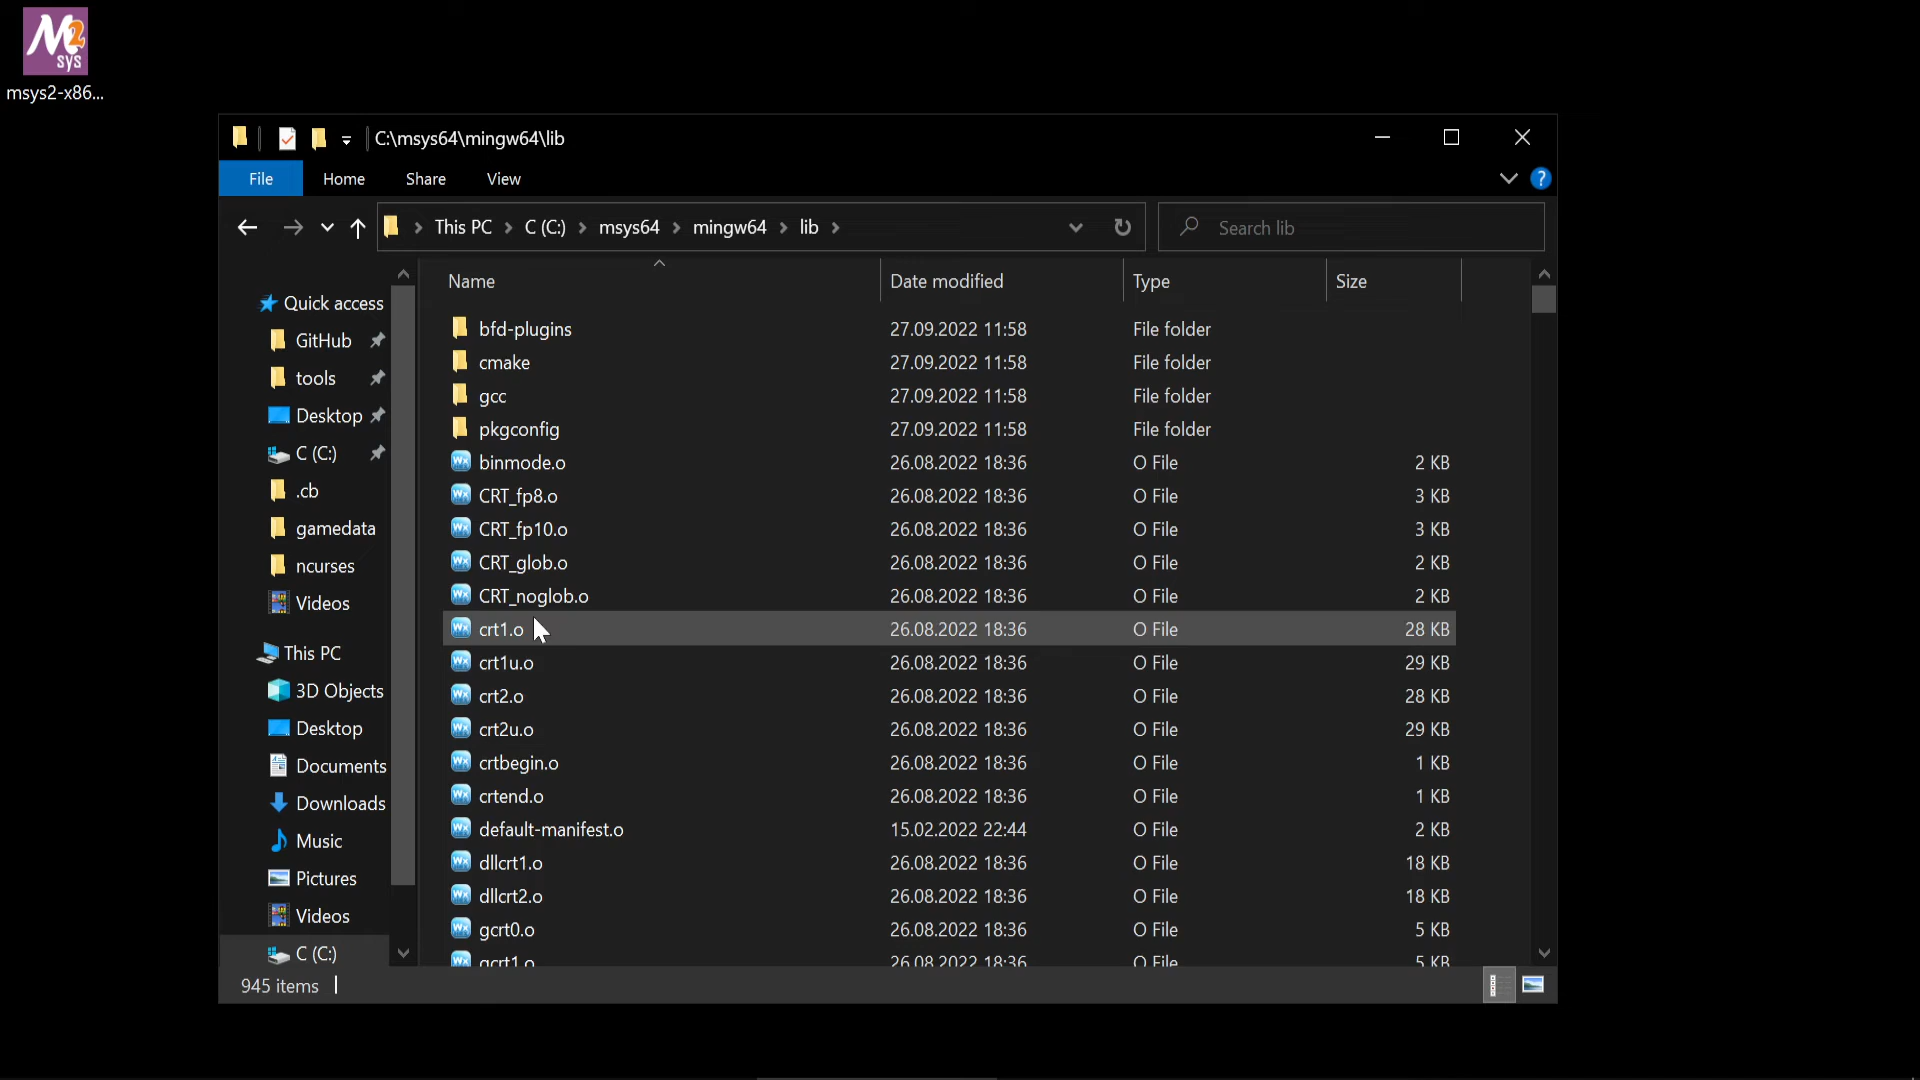 M2
sys
msys2-x86...
C:\msys64\mingw64\lib
File Home Share View
?
This PC C (C:) msys64 mingw64 lib
Search lib
Name Date modified Type Size
Quick access
GitHub
tools
Desktop
C (C:)
.cb
gamedata
ncurses
Videos
This PC
3D Objects
Desktop
Documents
Downloads
Music
Pictures
Videos
C (C:)
bfd-plugins 27.09.2022 11:58 File folder
cmake 27.09.2022 11:58 File folder
gcc 27.09.2022 11:58 File folder
pkgconfig 27.09.2022 11:58 File folder
binmode.o 26.08.2022 18:36 O File 2 KB
CRT_fp8.o 26.08.2022 18:36 O File 3 KB
CRT_fp10.o 26.08.2022 18:36 O File 3 KB
CRT_glob.o 26.08.2022 18:36 O File 2 KB
CRT_noglob.o 26.08.2022 18:36 O File 2 KB
crt1.o 26.08.2022 18:36 O File 28 KB
crt1u.o 26.08.2022 18:36 O File 29 KB
crt2.o 26.08.2022 18:36 O File 28 KB
crt2u.o 26.08.2022 18:36 O File 29 KB
crtbegin.o 26.08.2022 18:36 O File 1 KB
crtend.o 26.08.2022 18:36 O File 1 KB
default-manifest.o 15.02.2022 22:44 O File 2 KB
dllcrt1.o 26.08.2022 18:36 O File 18 KB
dllcrt2.o 26.08.2022 18:36 O File 18 KB
gcrt0.o 26.08.2022 18:36 O File 5 KB
gcrt1.o 26.08.2022 18:36 O File 5 KB
945 items